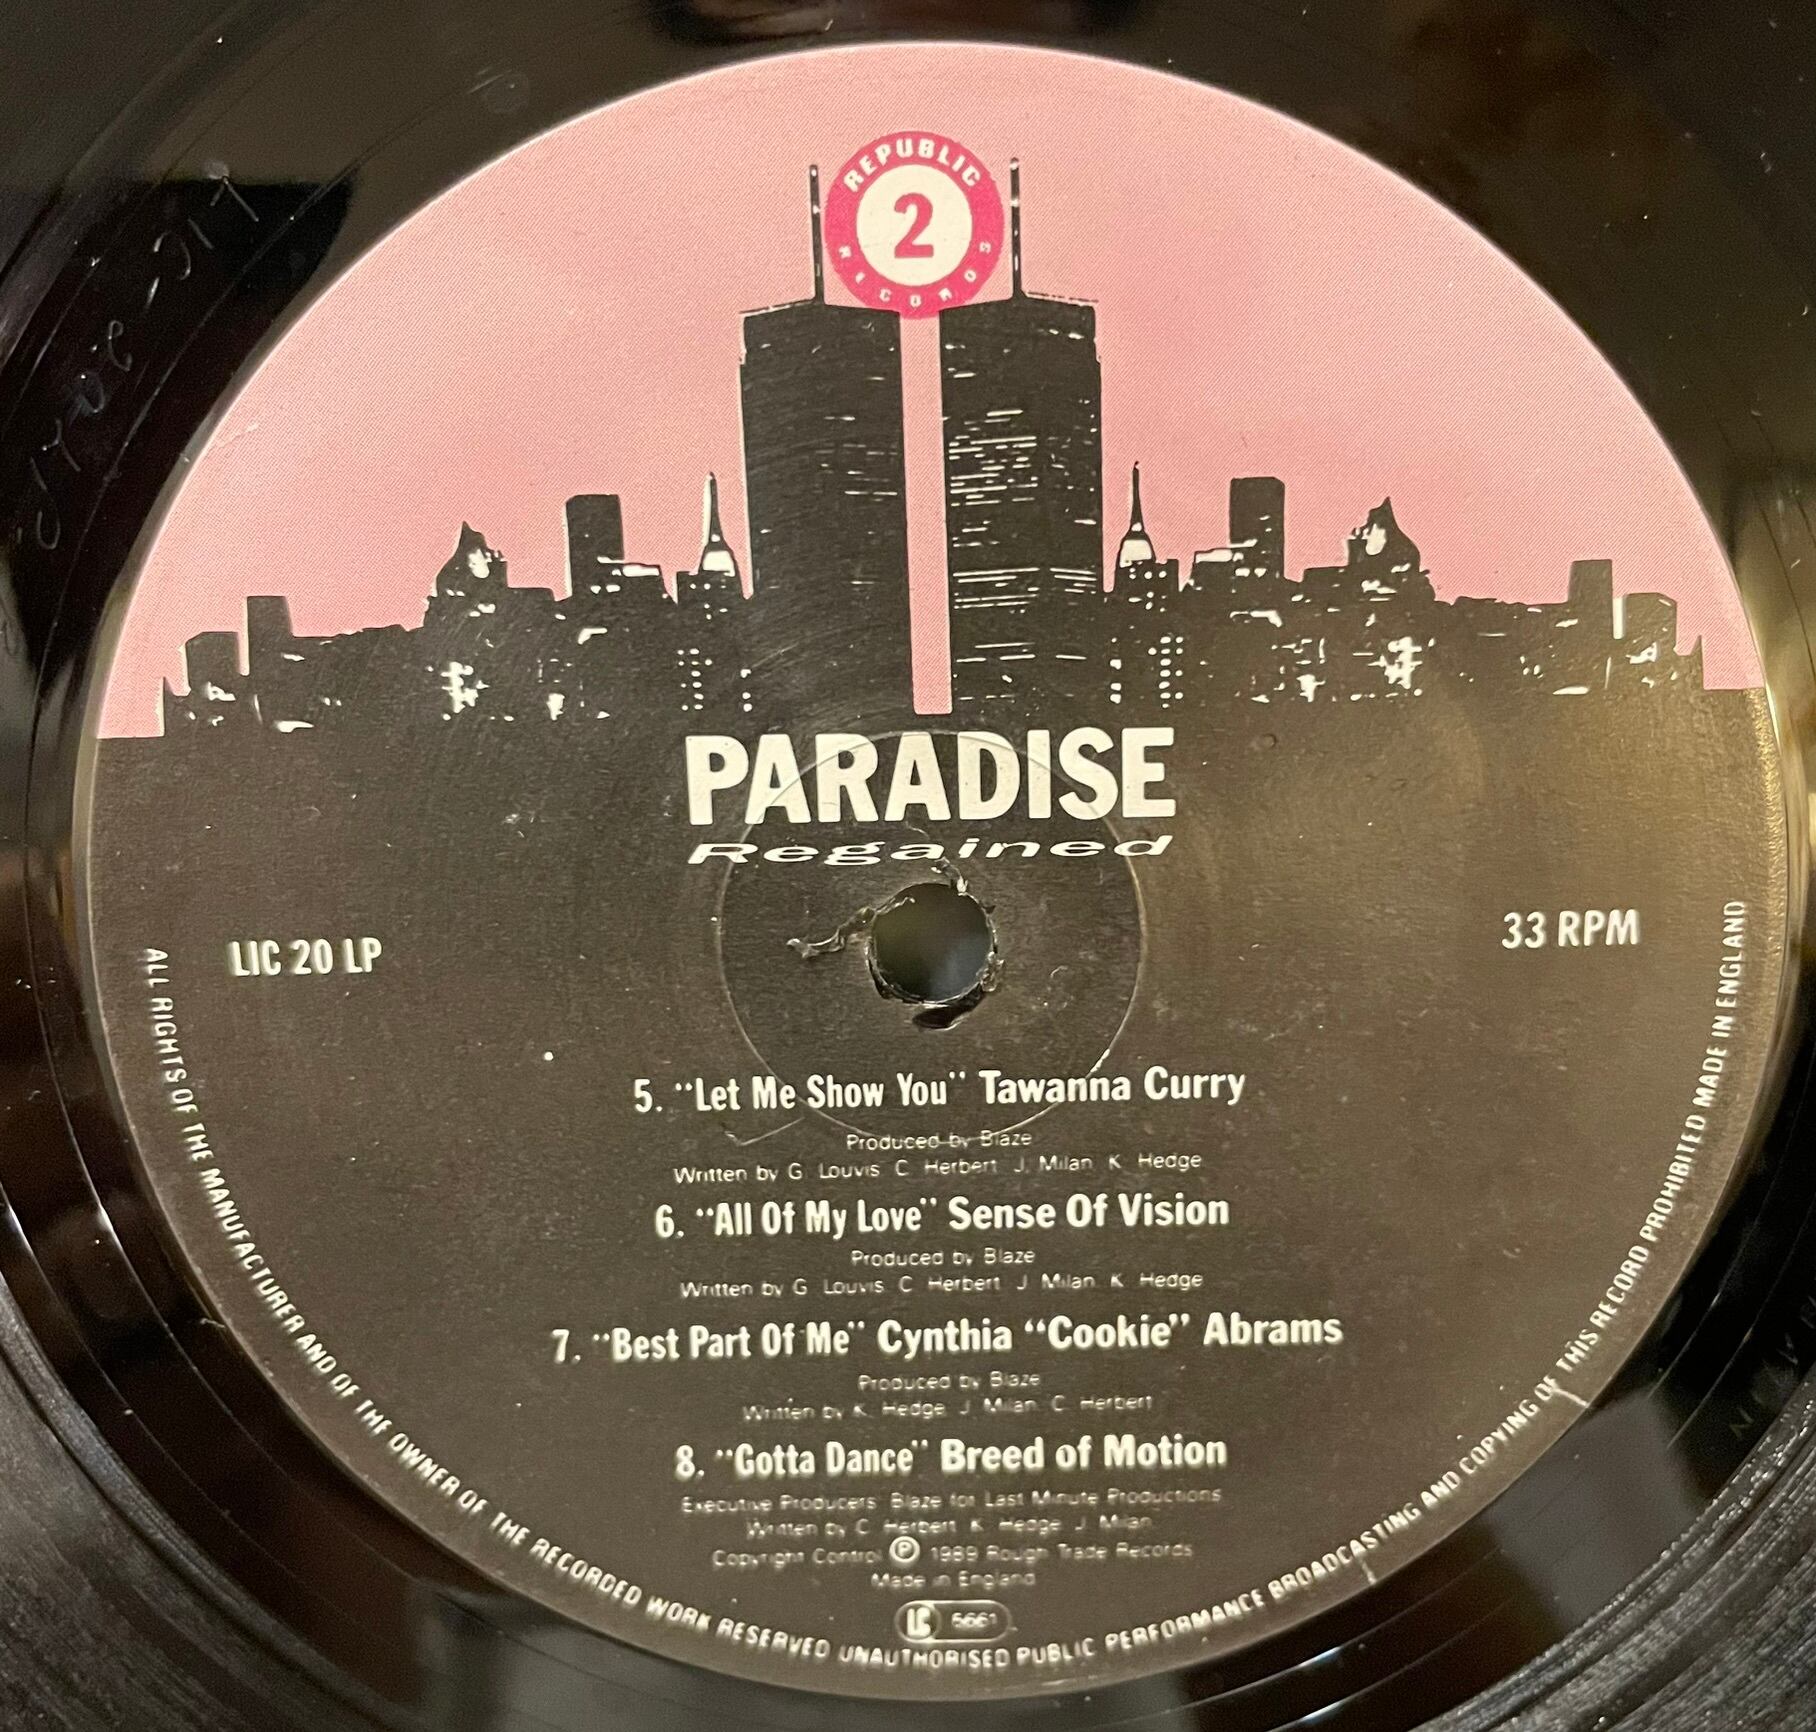 REPUBLIC
2
RECORDS
PARADISE
Regained
LIC 20 LP
33 RPM
5. "Let Me Show You" Tawanna Curry
Produced by Blaze
Written by G Louvis C Herbert J. Milan K Hedge
6. "All Of My Love" Sense Of Vision
Produced by Blaze
Written by G Louvis C Herbert J Milan K Hedge
7. "Best Part Of Me" Cynthia "Cookie" Abrams
Produced by Blaze
Written by K. Hedge J Milan C Herbert
8. "Gotta Dance" Breed of Motion
Executive Producers Blaze for Last Minute Productions
Written by C Herbert K Hedge J Milan
Copyright Control Ⓟ 1989 Rough Trade Records
Made in England
LC 5661
ALL RIGHTS OF THE MANUFACTURER AND OF THE OWNER OF THE RECORDED WORK RESERVED UNAUTHORISED PUBLIC PERFORMANCE BROADCASTING AND COPYING OF THIS RECORD PROHIBITED MADE IN ENGLAND